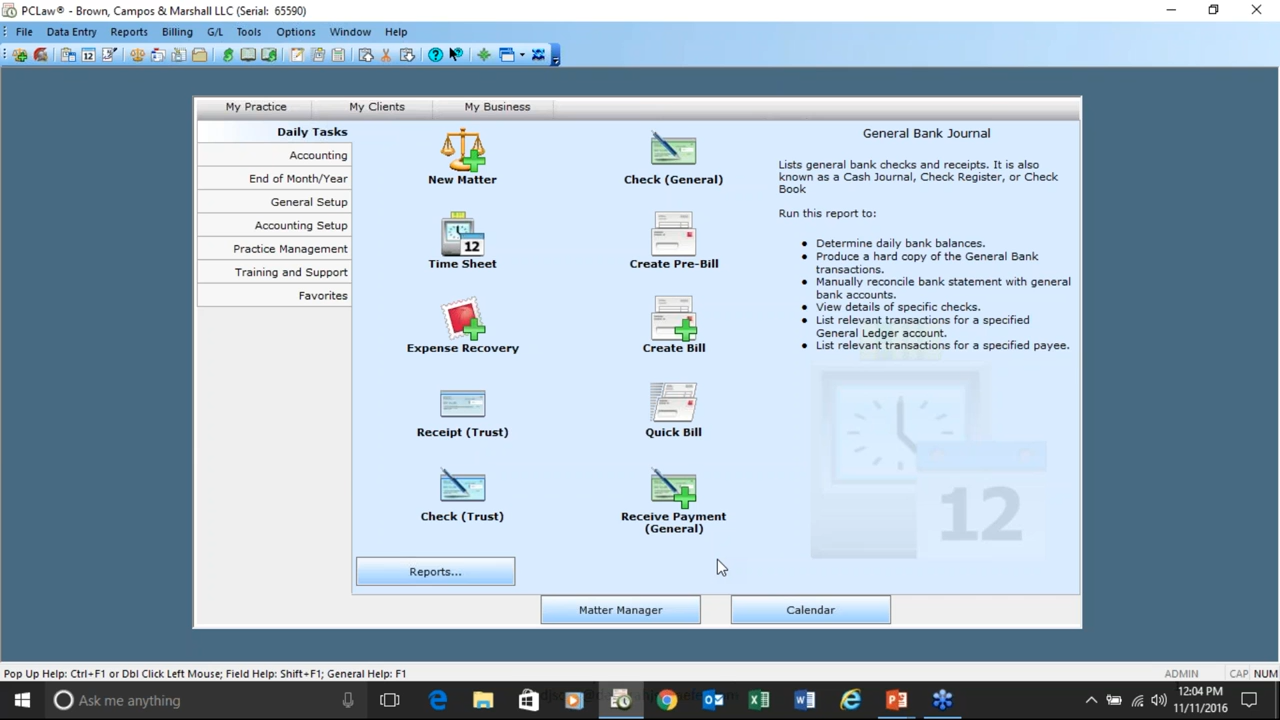 PCLaw® - Brown, Campos & Marshall LLC (Serial: 65590)
File Data Entry Reports Billing G/L Tools Options Window Help
12
My Practice My Clients My Business
Daily Tasks
Accounting
End of Month/Year
General Setup
Accounting Setup
Practice Management
Training and Support
Favorites
New Matter
Check (General)
12
Time Sheet
Create Pre-Bill
Expense Recovery
Create Bill
Receipt (Trust)
Quick Bill
Check (Trust)
Receive Payment
(General)
General Bank Journal
Lists general bank checks and receipts. It is also
known as a Cash Journal, Check Register, or Check
Book
Run this report to:
Determine daily bank balances.
Produce a hard copy of the General Bank
transactions.
Manually reconcile bank statement with general
bank accounts.
View details of specific checks.
List relevant transactions for a specified
General Ledger account.
List relevant transactions for a specified payee.
12
Reports...
Matter Manager
Calendar
Pop Up Help: Ctrl+F1 or Dbl Click Left Mouse; Field Help: Shift+F1; General Help: F1
ADMIN CAP NUM
Ask me anything
12:04 PM
11/11/2016